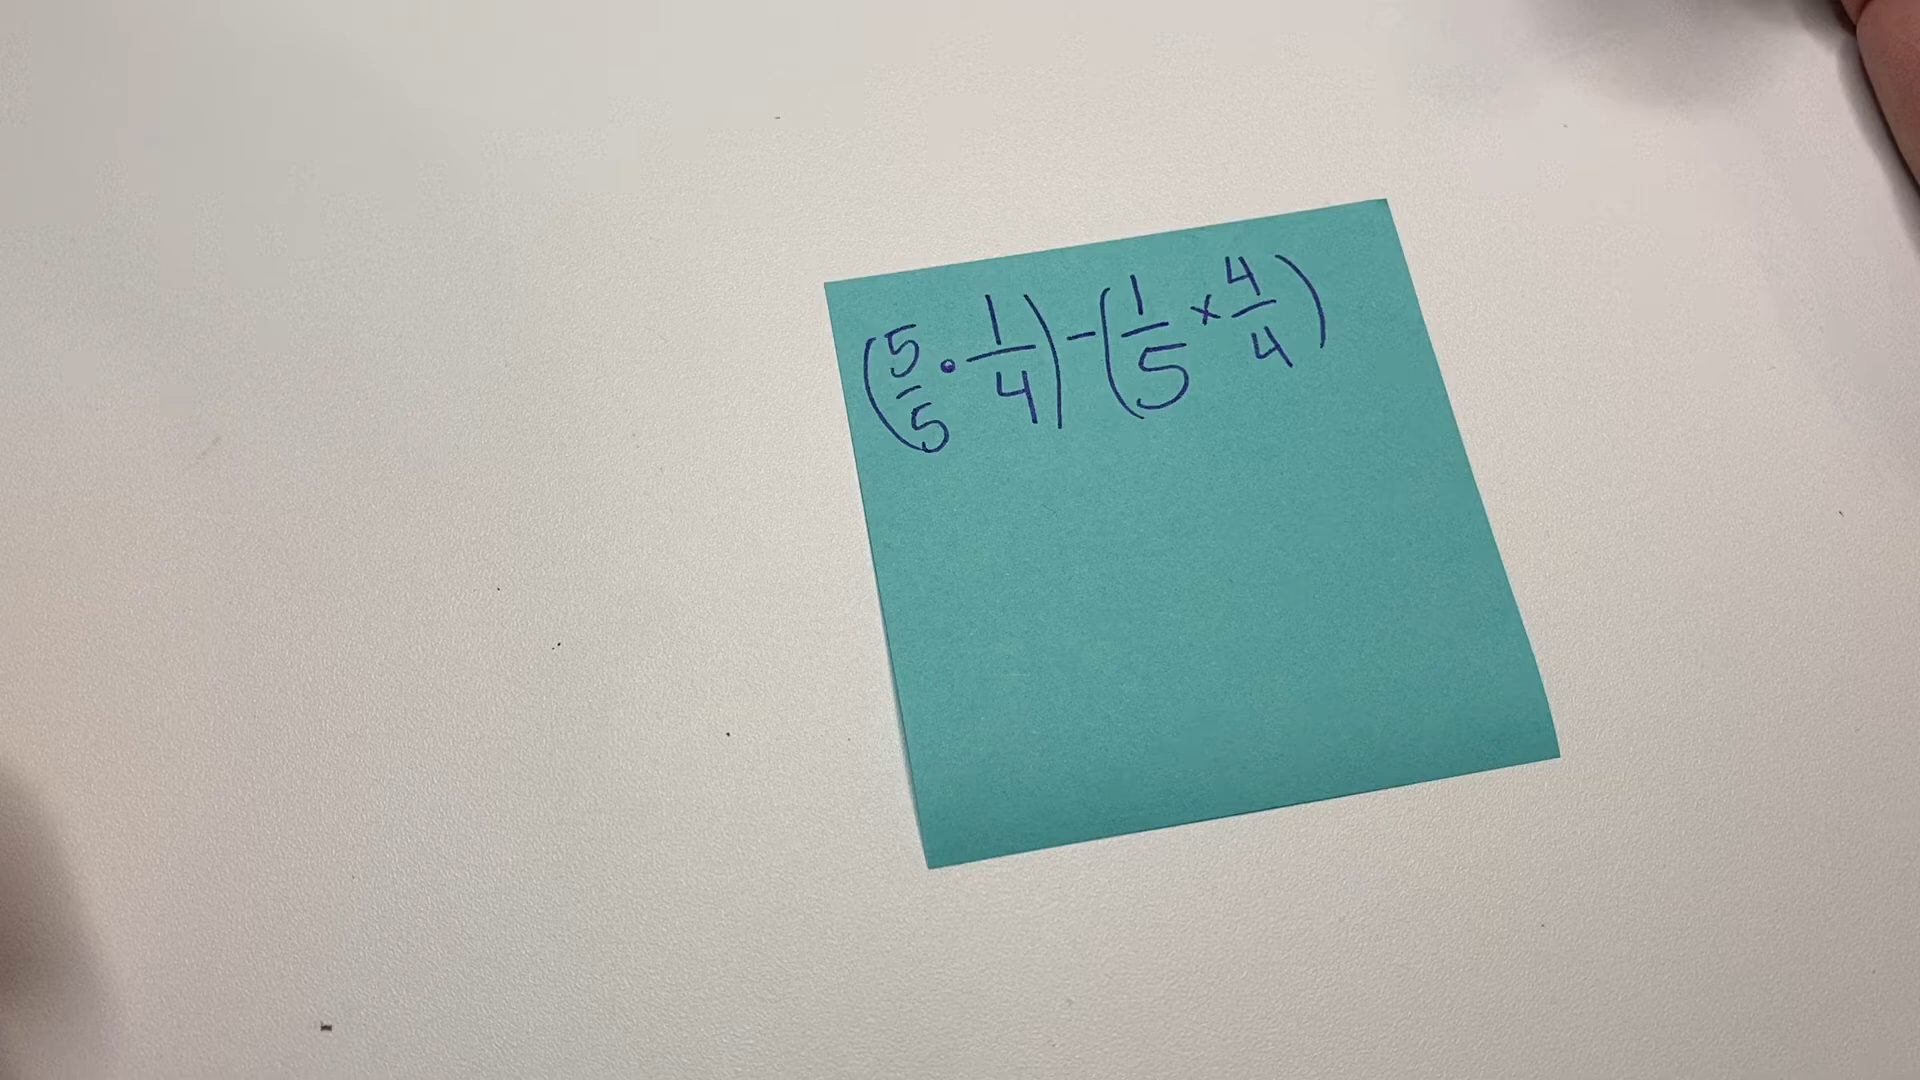 (5/5 • 1/4) - (1/5 × 4/4)